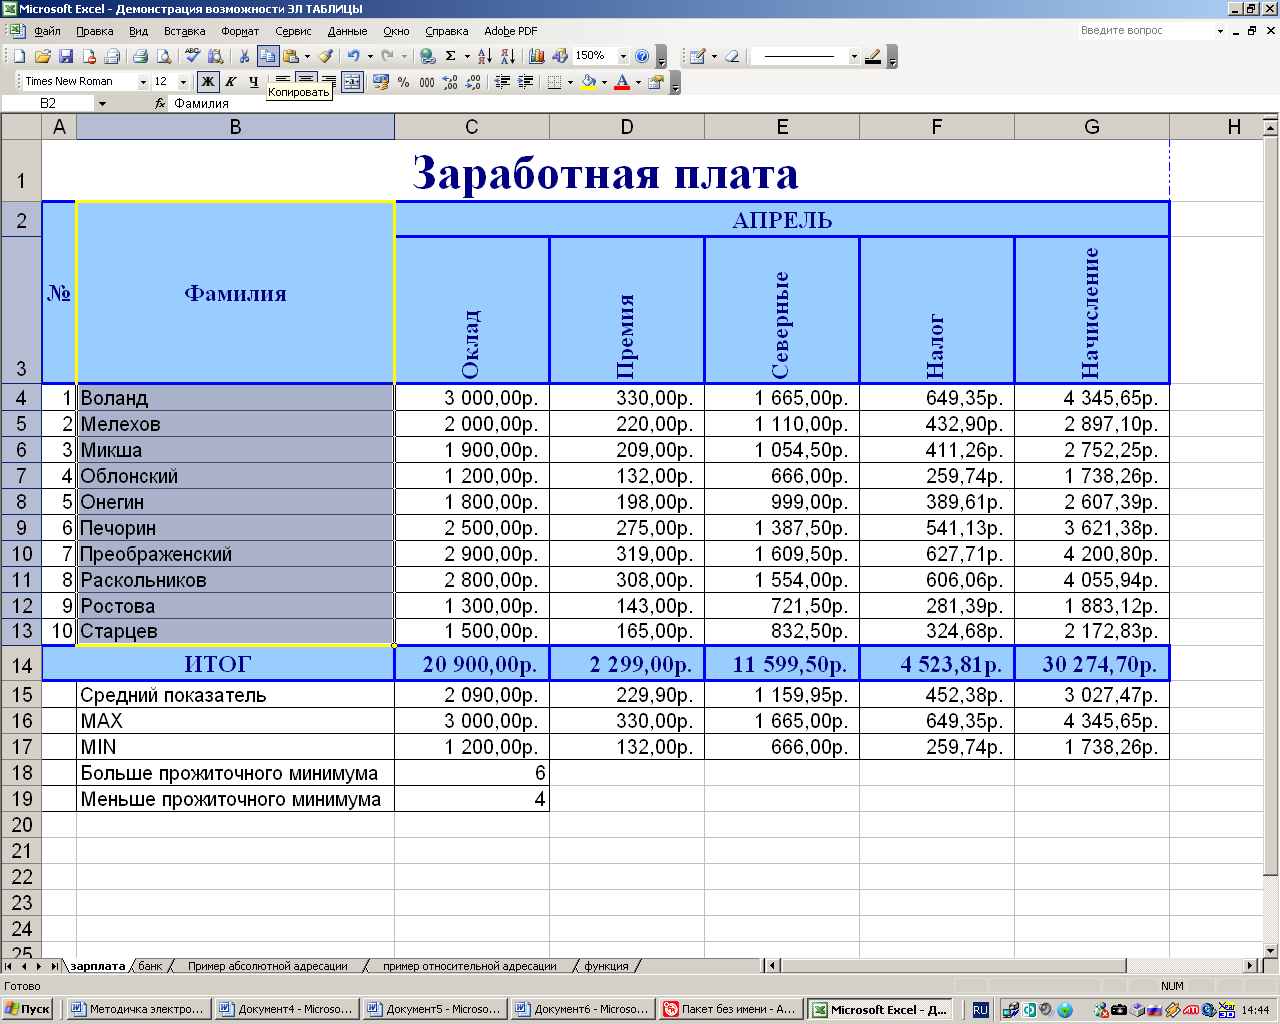 Microsoft Excel - Демонстрация возможности ЭЛ ТАБЛИЦЫ
Файл Правка Вид Вставка Формат Сервис Данные Окно Справка Adobe PDF Введите вопрос
150%
Times New Roman 12 Ж К Ч % 000
Копировать
B2 fx Фамилия
A B C D E F G H
1 Заработная плата
2 АПРЕЛЬ
3 № Фамилия Оклад Премия Северные Налог Начисление
4 1 Воланд 3 000,00р. 330,00р. 1 665,00р. 649,35р. 4 345,65р.
5 2 Мелехов 2 000,00р. 220,00р. 1 110,00р. 432,90р. 2 897,10р.
6 3 Микша 1 900,00р. 209,00р. 1 054,50р. 411,26р. 2 752,25р.
7 4 Облонский 1 200,00р. 132,00р. 666,00р. 259,74р. 1 738,26р.
8 5 Онегин 1 800,00р. 198,00р. 999,00р. 389,61р. 2 607,39р.
9 6 Печорин 2 500,00р. 275,00р. 1 387,50р. 541,13р. 3 621,38р.
10 7 Преображенский 2 900,00р. 319,00р. 1 609,50р. 627,71р. 4 200,80р.
11 8 Раскольников 2 800,00р. 308,00р. 1 554,00р. 606,06р. 4 055,94р.
12 9 Ростова 1 300,00р. 143,00р. 721,50р. 281,39р. 1 883,12р.
13 10 Старцев 1 500,00р. 165,00р. 832,50р. 324,68р. 2 172,83р.
14 ИТОГ 20 900,00р. 2 299,00р. 11 599,50р. 4 523,81р. 30 274,70р.
15 Средний показатель 2 090,00р. 229,90р. 1 159,95р. 452,38р. 3 027,47р.
16 MAX 3 000,00р. 330,00р. 1 665,00р. 649,35р. 4 345,65р.
17 MIN 1 200,00р. 132,00р. 666,00р. 259,74р. 1 738,26р.
18 Больше прожиточного минимума 6
19 Меньше прожиточного минимума 4
20
21
22
23
24
25
зарплата банк Пример абсолютной адресации пример относительной адресации функция
Готово NUM
Пуск Методичка электро... Документ4 - Microso... Документ5 - Microso... Документ6 - Microso... Пакет без имени - A... Microsoft Excel - Д... RU 14:44